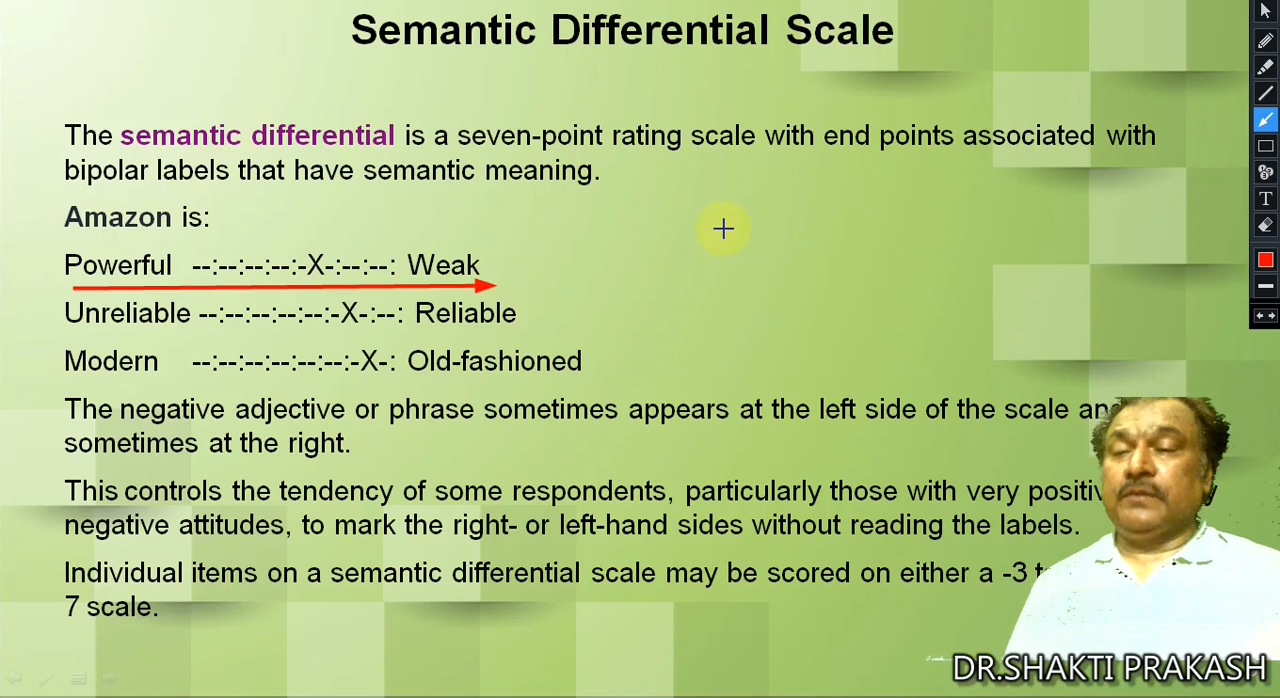 Semantic Differential Scale
The semantic differential is a seven-point rating scale with end points associated with
bipolar labels that have semantic meaning.
Amazon is:
Powerful --:--:--:--:-X-:--:--: Weak
Unreliable --:--:--:--:--:-X-:--: Reliable
Modern --:--:--:--:--:--:-X-: Old-fashioned
The negative adjective or phrase sometimes appears at the left side of the scale
sometimes at the right.
This controls the tendency of some respondents, particularly those with very
negative attitudes, to mark the right- or left-hand sides without reading the labels.
Individual items on a semantic differential scale may be scored on either a -3
7 scale.
DR.SHAKTI PRAKASH